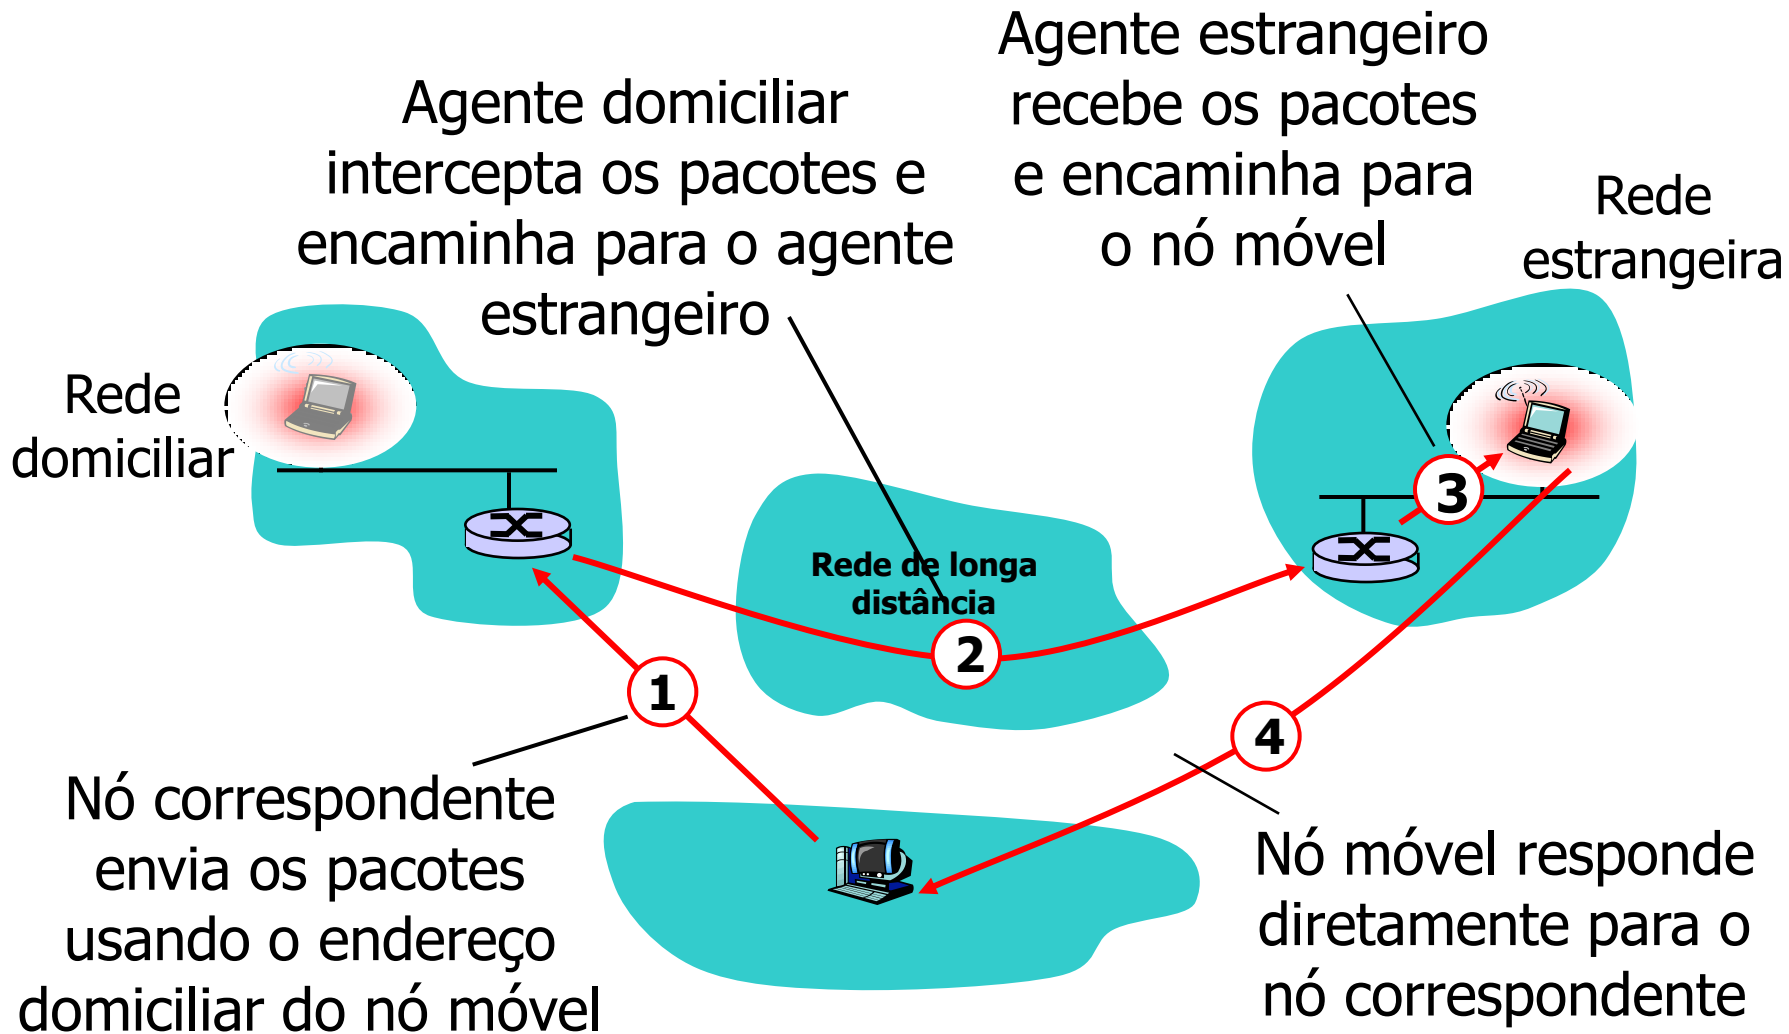 Agente estrangeiro
recebe os pacotes
e encaminha para
o nó móvel
Agente domiciliar
intercepta os pacotes e
encaminha para o agente
estrangeiro
Rede
estrangeira
Rede
domiciliar
3
Rede de longa
distância
2
1
4
Nó correspondente
envia os pacotes
usando o endereço
domiciliar do nó móvel
Nó móvel responde
diretamente para o
nó correspondente